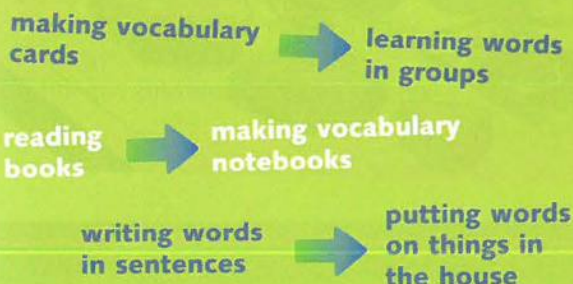 making vocabulary
cards
learning words
in groups
reading
books
making vocabulary
notebooks
writing words
in sentences
putting words
on things in
the house